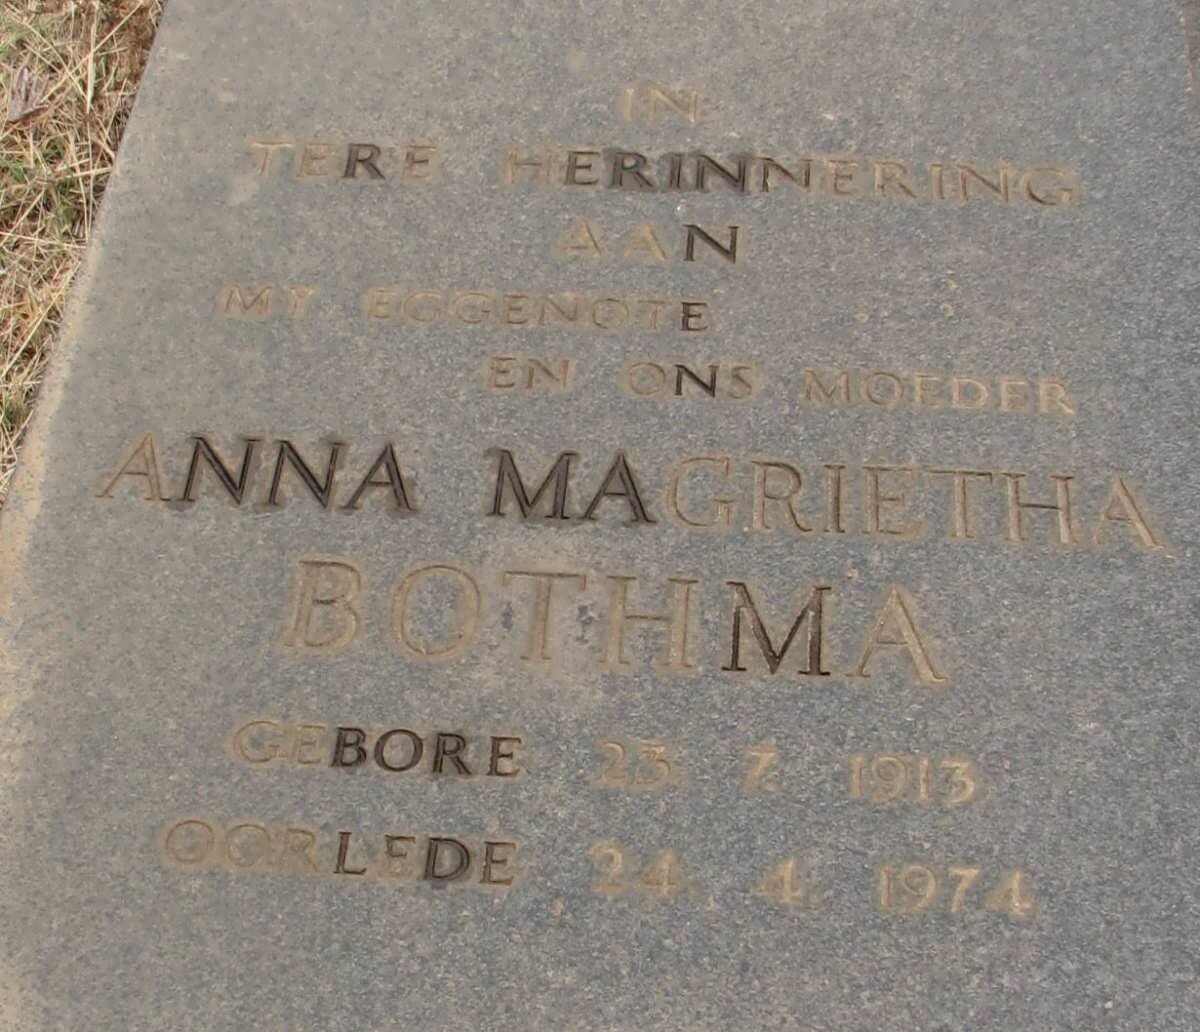 IN
TERE HERINNERING
AAN
MY EGGENOTE
EN ONS MOEDER
ANNA MAGRIETHA
BOTHMA
GEBORE 23. 7. 1913
OORLEDE 24. 4. 1974